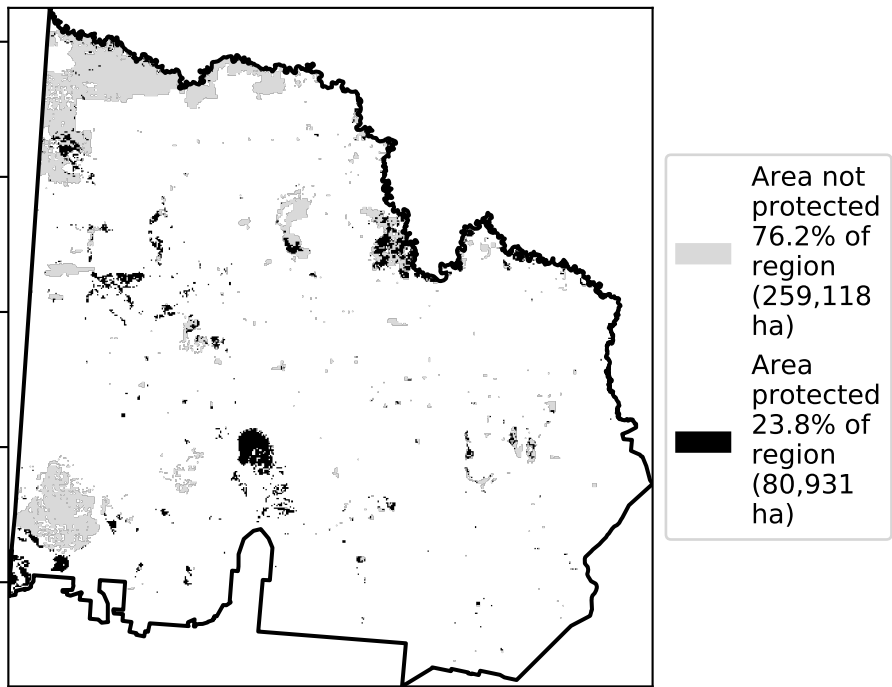 Area not
protected
76.2% of
region
(259,118
ha)
Area
protected
23.8% of
region
(80,931
ha)